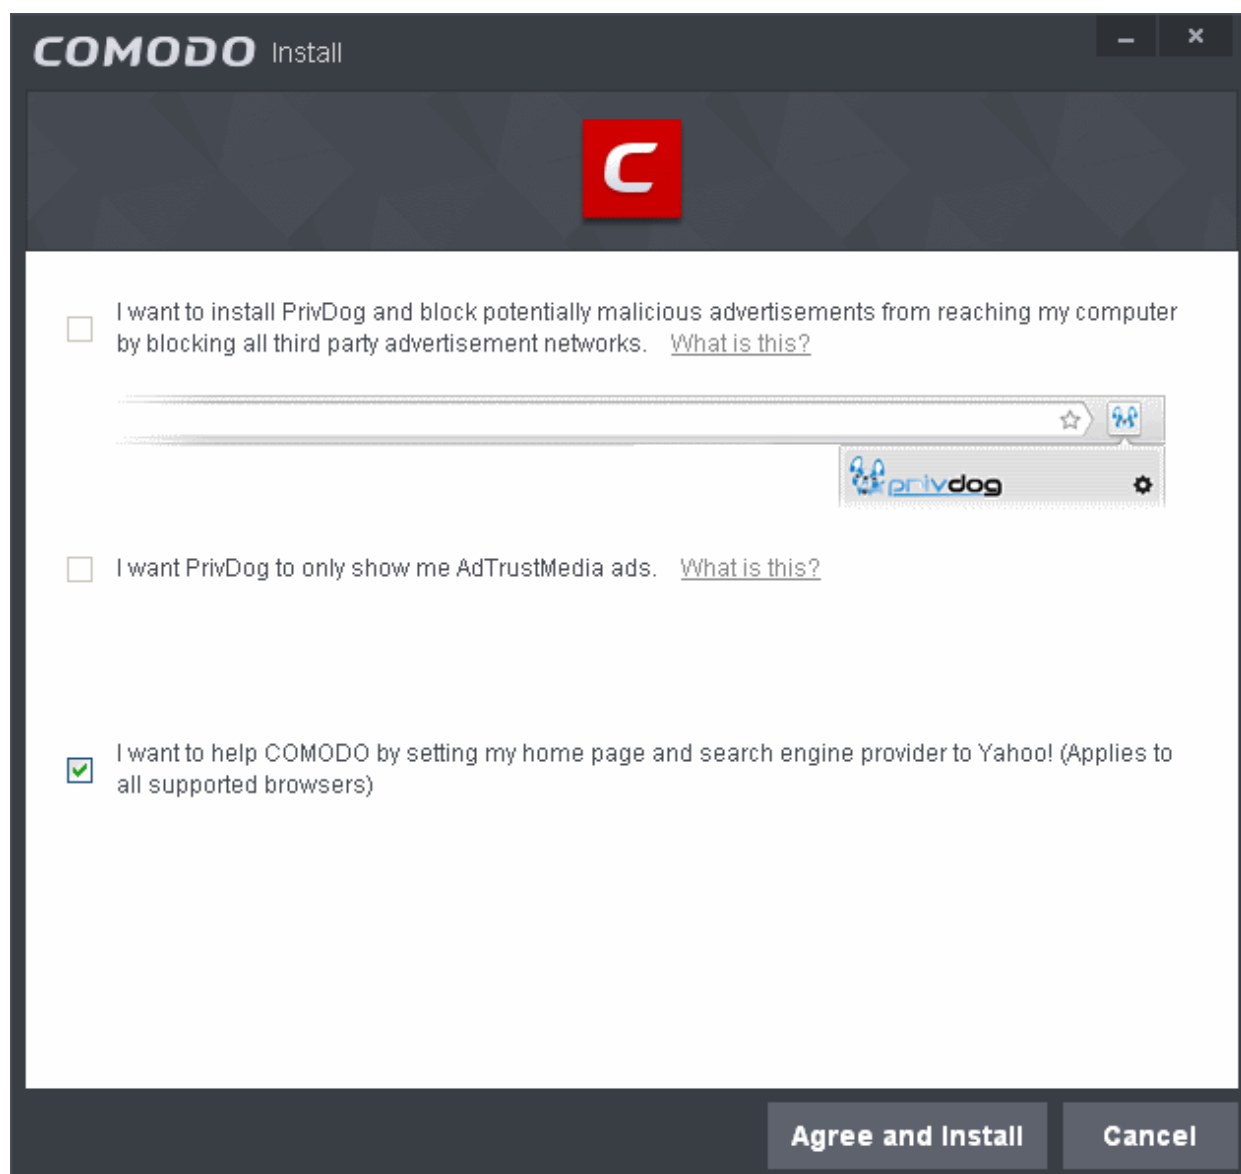 COMODO Install
I want to install PrivDog and block potentially malicious advertisements from reaching my computer
by blocking all third party advertisement networks. What is this?
privdog
I want PrivDog to only show me AdTrustMedia ads. What is this?
I want to help COMODO by setting my home page and search engine provider to Yahoo! (Applies to
all supported browsers)
Agree and Install Cancel